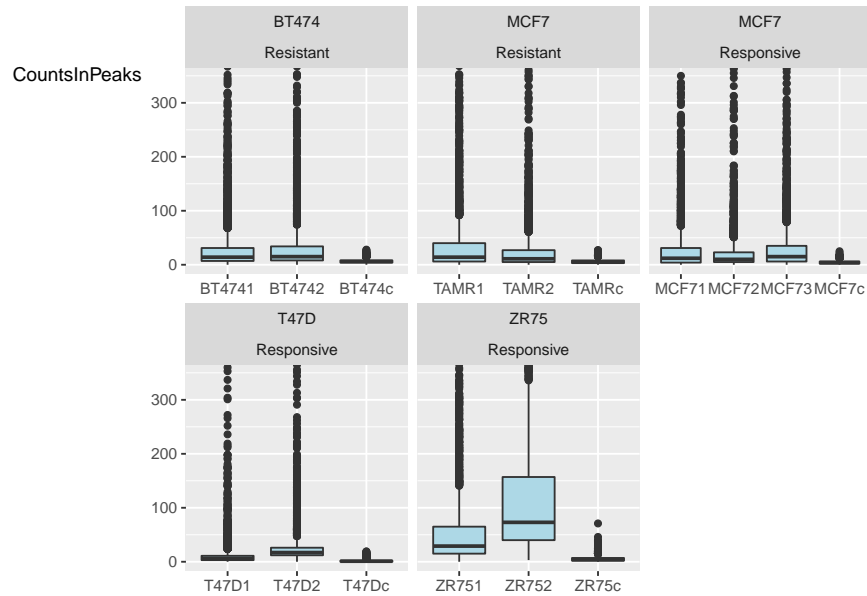 BT474
MCF7
MCF7
Resistant
Resistant
Responsive
CountsInPeaks
300
200
100
0
BT4741 BT4742 BT474c
TAMR1 TAMR2 TAMRc
MCF71 MCF72 MCF73 MCF7c
T47D
ZR75
Responsive
Responsive
300
200
100
0
T47D1 T47D2 T47Dc
ZR751 ZR752 ZR75c